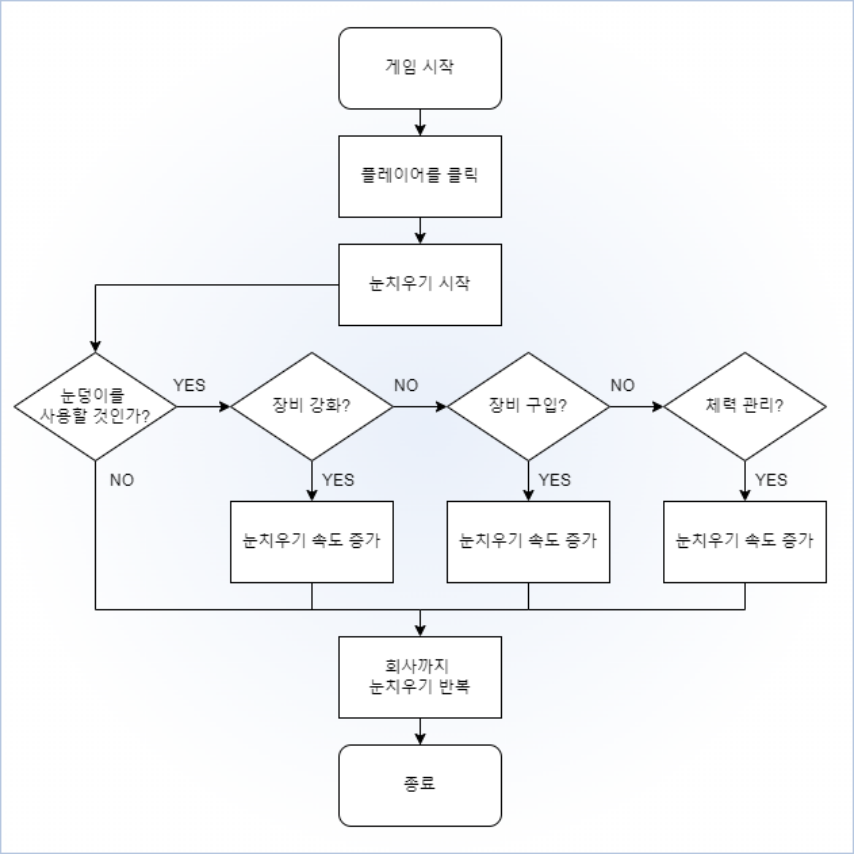 게임 시작
플레이어를 클릭
눈치우기 시작
눈덩이를
사용할 것인가?
YES
장비 강화?
NO
장비 구입?
NO
체력 관리?
NO
YES
YES
YES
눈치우기 속도 증가
눈치우기 속도 증가
눈치우기 속도 증가
회사까지
눈치우기 반복
종료